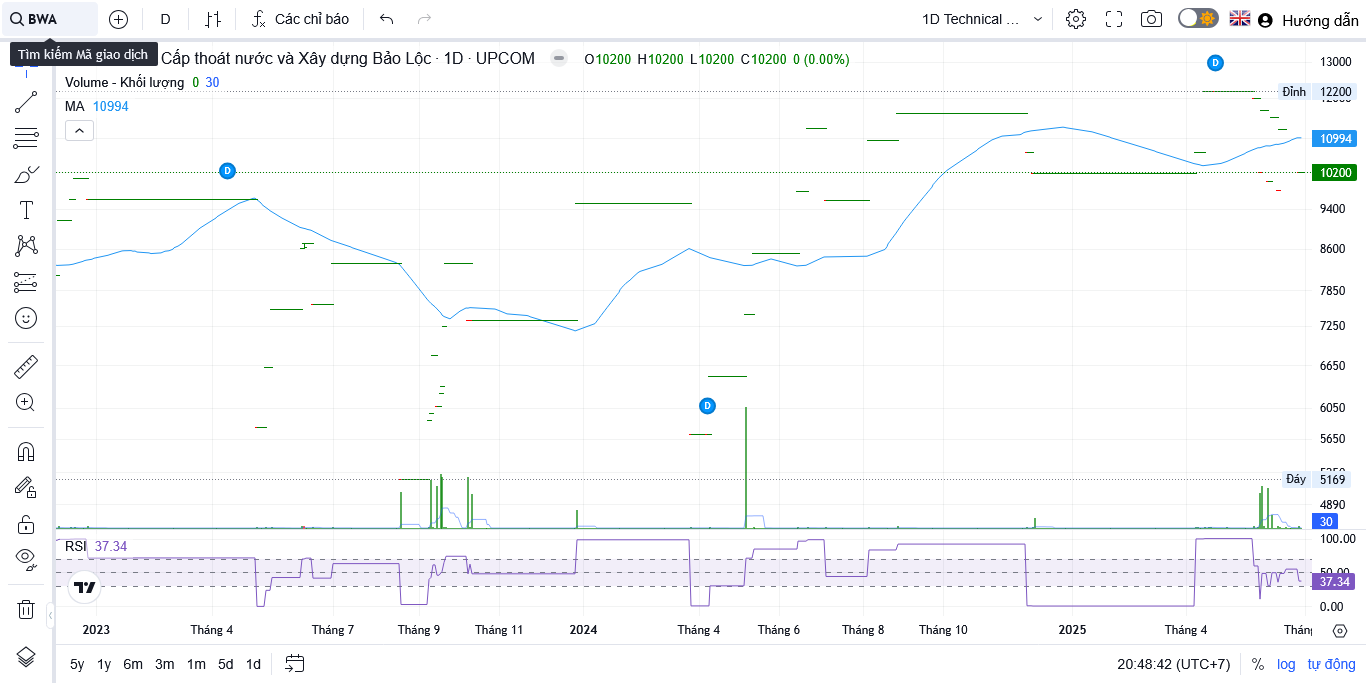 BWA D Các chỉ báo 1D Technical ... Hướng dẫn
Tìm kiếm Mã giao dịch
Cấp thoát nước và Xây dựng Bảo Lộc · 1D · UPCOM O10200 H10200 L10200 C10200 0 (0.00%)
Volume - Khối lượng 0 30
MA 10994
D
D
D
13000
Đỉnh 12200
10994
10200
9400
8600
7850
7250
6650
6050
5650
Đáy 5169
4890
30
RSI 37.34
100.00
50.00
37.34
0.00
2023 Tháng 4 Tháng 7 Tháng 9 Tháng 11 2024 Tháng 4 Tháng 6 Tháng 8 Tháng 10 2025 Tháng 4
5y 1y 6m 3m 1m 5d 1d 20:48:42 (UTC+7) % log tự động